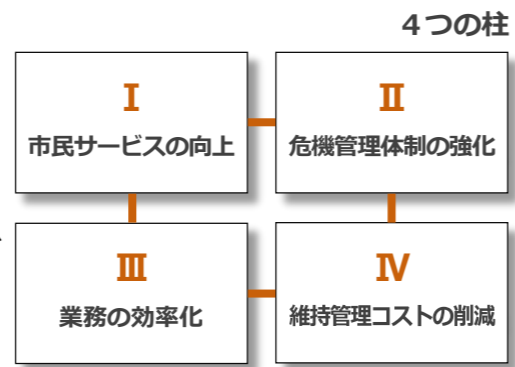 4つの柱
Ⅰ
市民サービスの向上
Ⅱ
危機管理体制の強化
Ⅲ
業務の効率化
Ⅳ
維持管理コストの削減